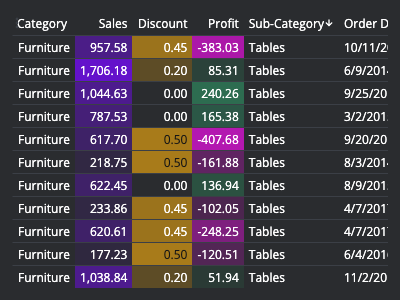 Category Sales Discount Profit Sub-Category↓ Order D
Furniture 957.58 0.45 -383.03 Tables 10/11/2
Furniture 1,706.18 0.20 85.31 Tables 6/9/201
Furniture 1,044.63 0.00 240.26 Tables 9/25/20
Furniture 787.53 0.00 165.38 Tables 3/2/201
Furniture 617.70 0.50 -407.68 Tables 9/20/20
Furniture 218.75 0.50 -161.88 Tables 8/3/201
Furniture 622.45 0.00 136.94 Tables 8/9/201
Furniture 233.86 0.45 -102.05 Tables 4/7/201
Furniture 620.61 0.45 -248.25 Tables 4/7/201
Furniture 177.23 0.50 -120.51 Tables 6/4/201
Furniture 1,038.84 0.20 51.94 Tables 11/2/20